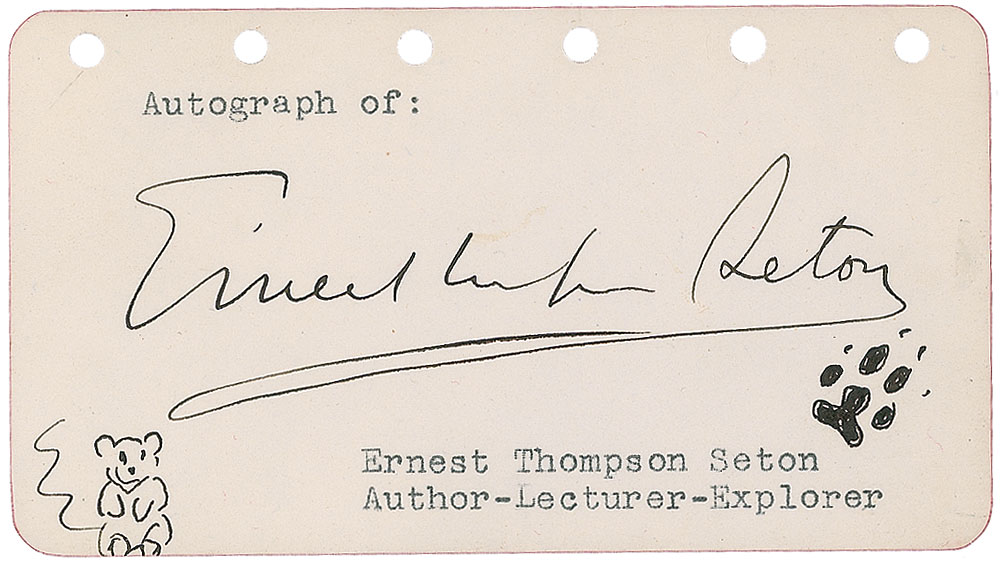 Autograph of:
Ernest Thompson Seton
Ernest Thompson Seton
Author-Lecturer-Explorer